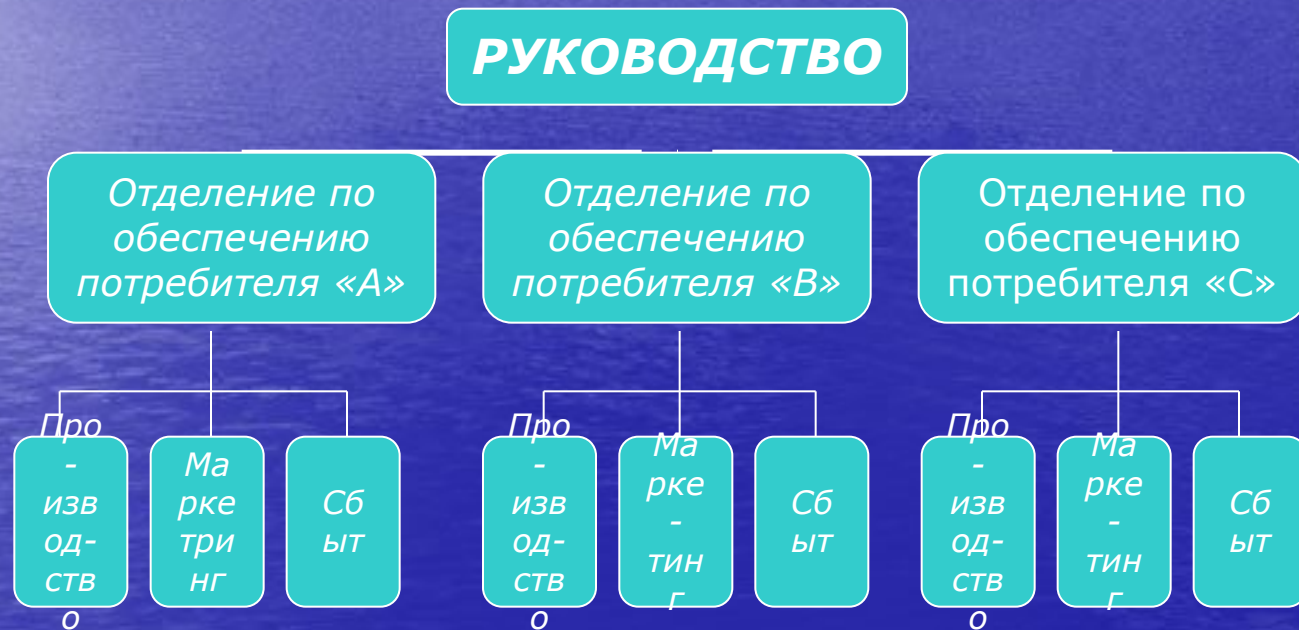 РУКОВОДСТВО
Отделение по
обеспечению
потребителя «А»
Отделение по
обеспечению
потребителя «В»
Отделение по
обеспечению
потребителя «С»
Про
-
изв
од-
ств
о
Ма
рке
три
нг
Сб
ыт
Про
-
изв
од-
ств
о
Ма
рке
-
тин
г
Сб
ыт
Про
-
изв
од-
ств
о
Ма
рке
-
тин
г
Сб
ыт